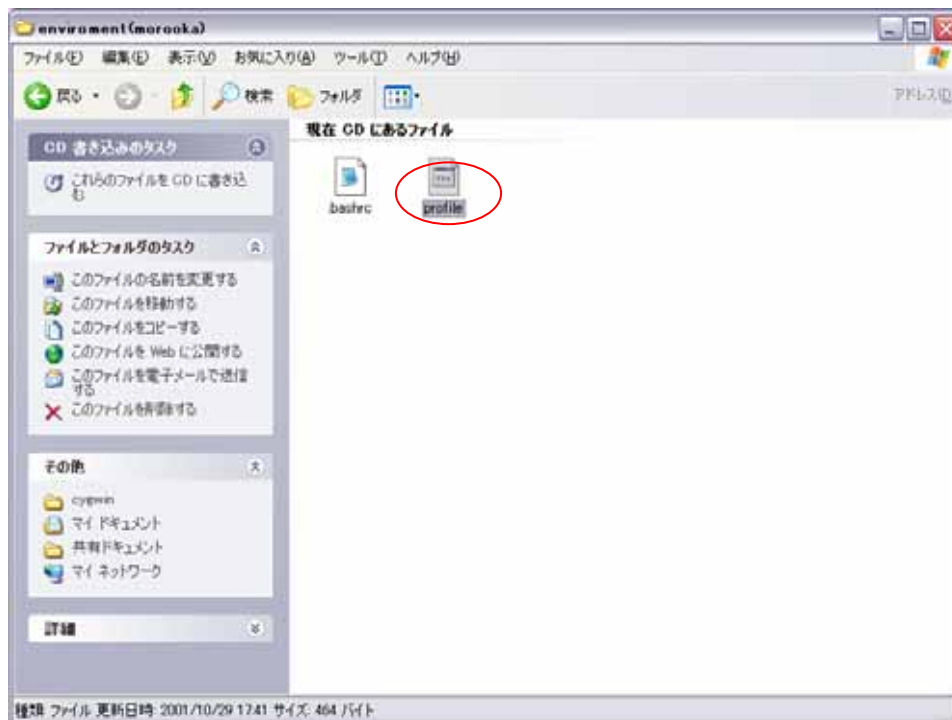 enviroment(morooka)
ファイル(F) 編集(E) 表示(V) お気に入り(A) ツール(T) ヘルプ(H)
戻る 検索 フォルダ アドレス(D)
現在 CD にあるファイル
CD 書き込みのタスク
これらのファイルを CD に書き込
む
.bashrc
profile
ファイルとフォルダのタスク
このファイルの名前を変更する
このファイルを移動する
このファイルをコピーする
このファイルを Web に公開する
このファイルを電子メールで送信
する
このファイルを削除する
その他
cygwin
マイ ドキュメント
共有ドキュメント
マイ ネットワーク
詳細
種類: ファイル 更新日時: 2001/10/29 17:41 サイズ: 464 バイト